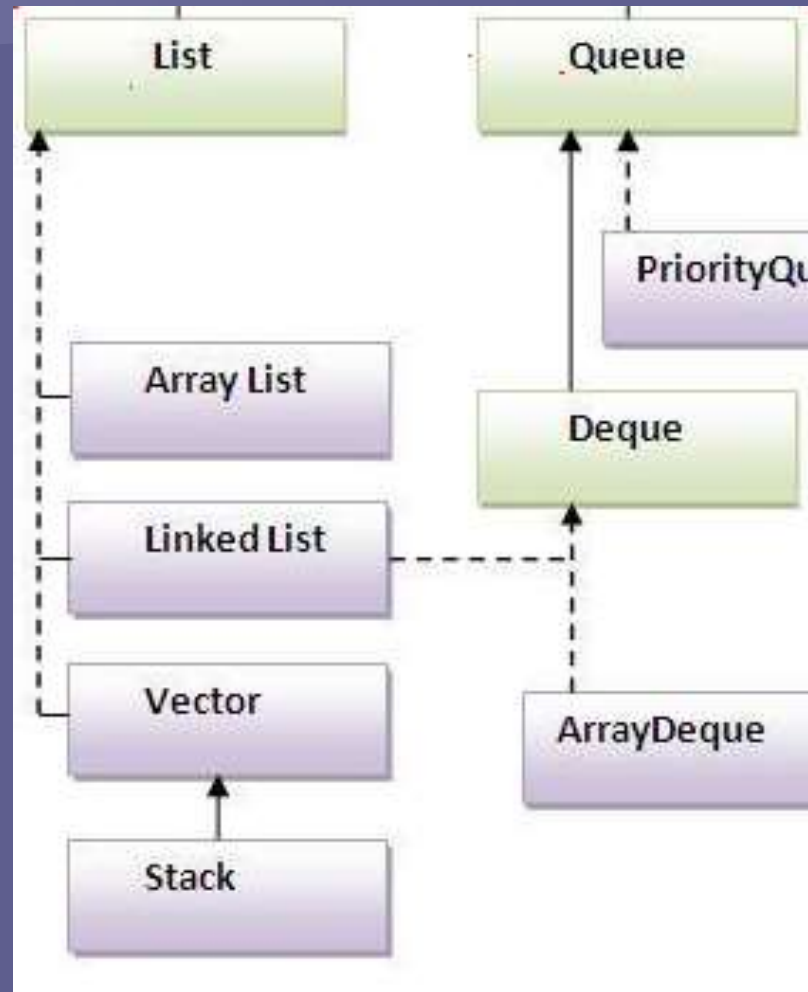 List
Queue
PriorityQu
Array List
Deque
Linked List
Vector
ArrayDeque
Stack